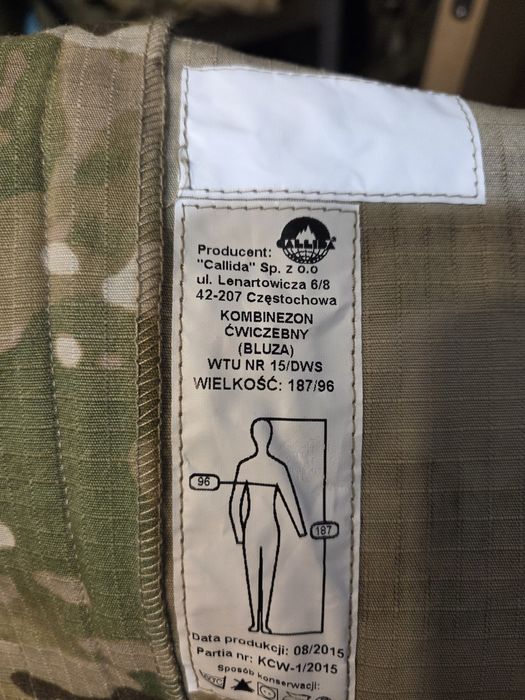 CALLIDA
Producent:
"Callida" Sp. z o.o
ul. Lenartowicza 6/8
42-207 Częstochowa
KOMBINEZON
ĆWICZEBNY
(BLUZA)
WTU NR 15/DWS
WIELKOŚĆ: 187/96
96
187
Data produkcji: 08/2015
Partia nr: KCW-1/2015
sposób konserwacji: